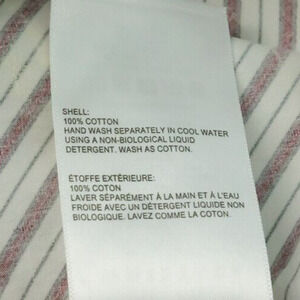 SHELL:
100% COTTON
HAND WASH SEPARATELY IN COOL WATER
USING A NON-BIOLOGICAL LIQUID
DETERGENT. WASH AS COTTON.
ÉTOFFE EXTÉRIEURE:
100% COTON
LAVER SÉPARÉMENT À LA MAIN ET À L'EAU
FROIDE AVEC UN DÉTERGENT LIQUIDE NON
BIOLOGIQUE. LAVEZ COMME LA COTON.